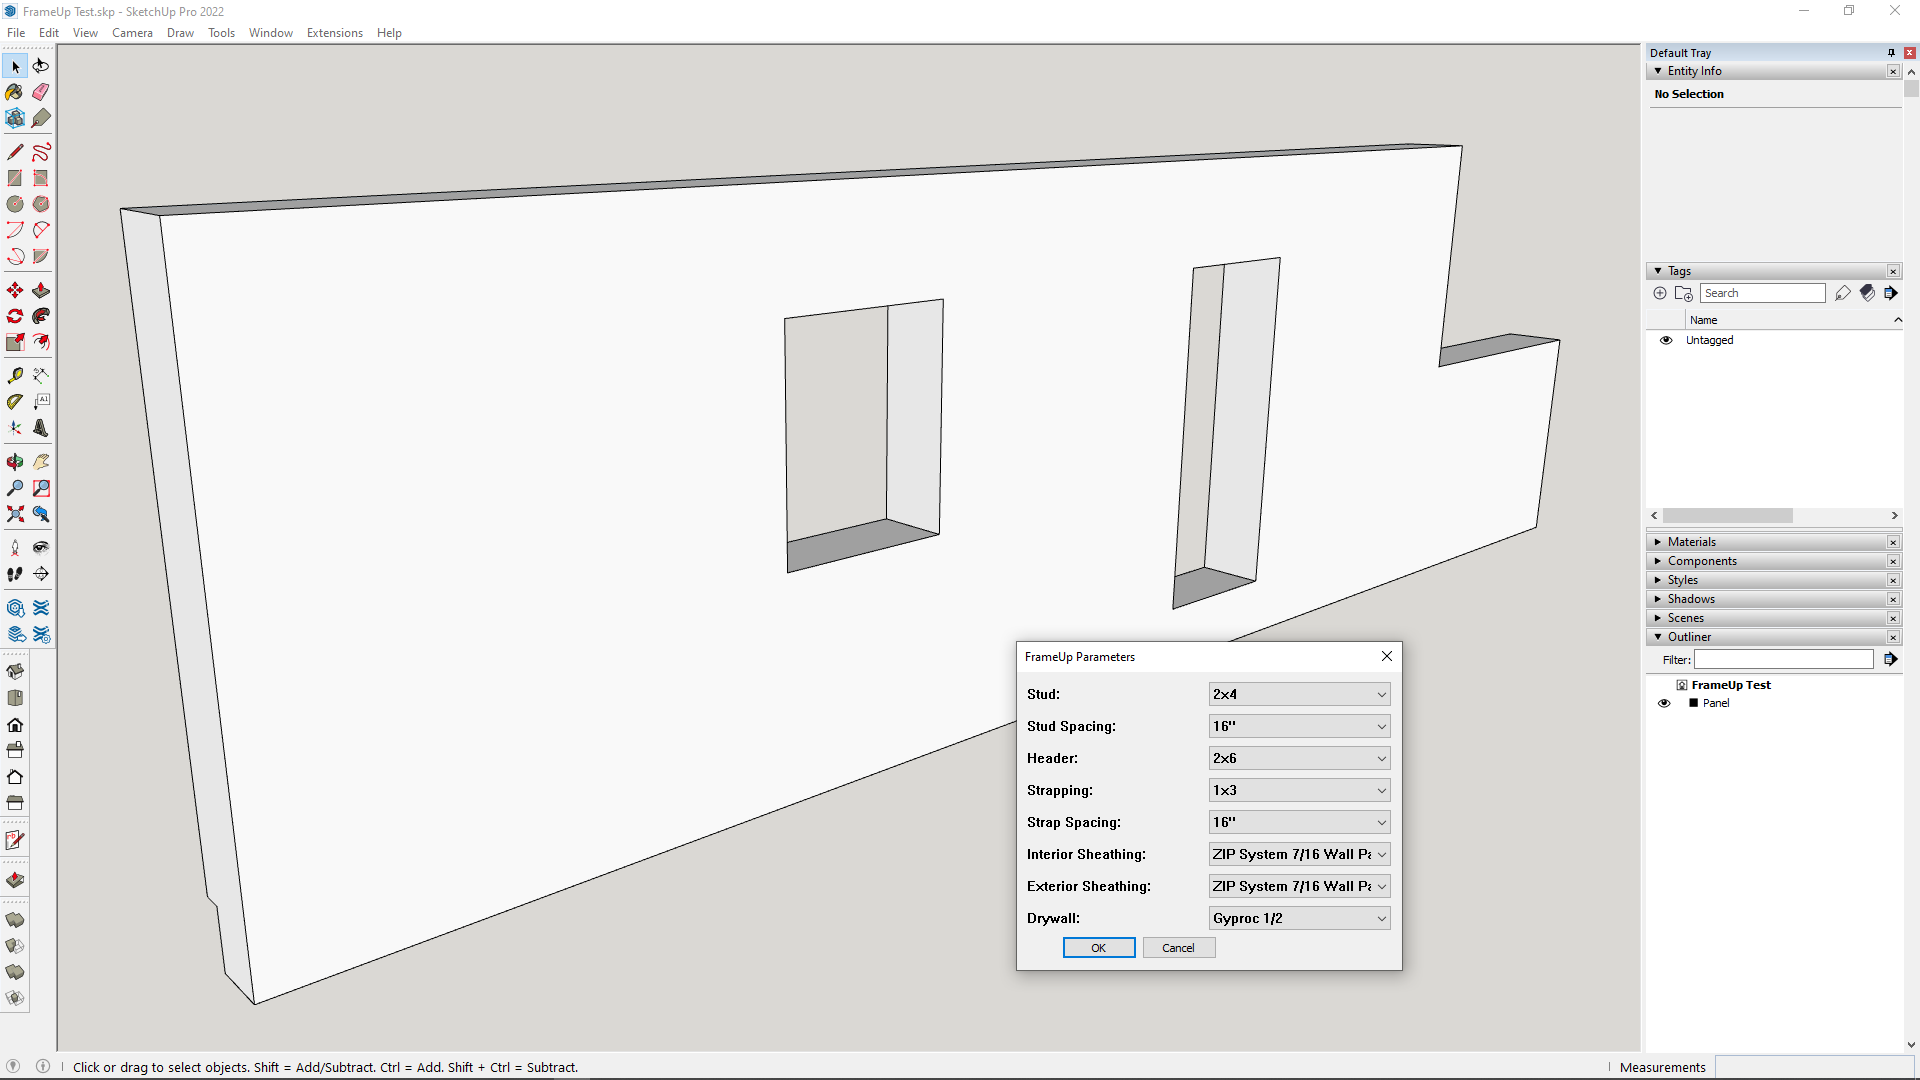 FrameUp Test.skp - SketchUp Pro 2022
File Edit View Camera Draw Tools Window Extensions Help
Default Tray
Entity Info
No Selection
Tags
Search
Name
Untagged
Materials
Components
Styles
Shadows
Scenes
Outliner
Filter:
FrameUp Test
Panel
A1
FrameUp Parameters
Stud: 2x4
Stud Spacing: 16"
Header: 2x6
Strapping: 1x3
Strap Spacing: 16"
Interior Sheathing: ZIP System 7/16 Wall Pa
Exterior Sheathing: ZIP System 7/16 Wall Pa
Drywall: Gyproc 1/2
OK Cancel
Click or drag to select objects. Shift = Add/Subtract. Ctrl = Add. Shift + Ctrl = Subtract.
Measurements